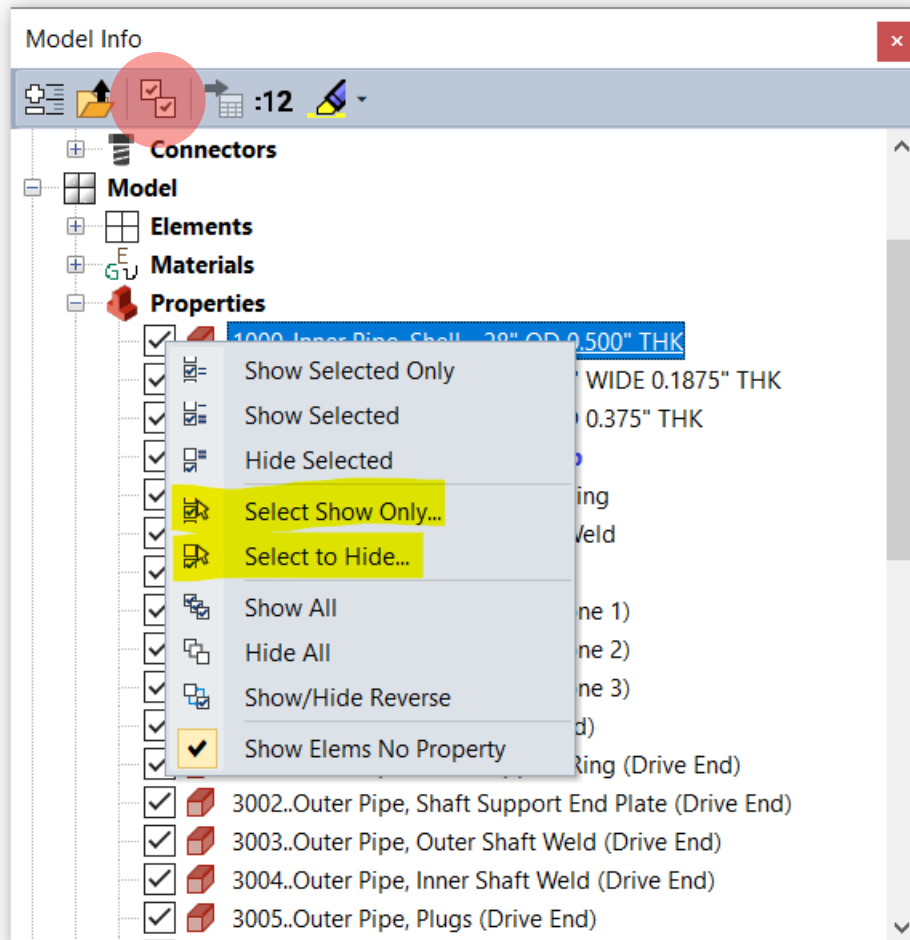 Model Info
:12
Connectors
Model
Elements
E
G υ
Materials
Properties
1000..Inner Pipe, Shell - 28" OD 0.500" THK
Show Selected Only
" WIDE 0.1875" THK
Show Selected
0.375" THK
Hide Selected
Select Show Only...
ing
Weld
Select to Hide...
Show All
ne 1)
Hide All
ne 2)
Show/Hide Reverse
ne 3)
d)
Show Elems No Property
Ring (Drive End)
3002..Outer Pipe, Shaft Support End Plate (Drive End)
3003..Outer Pipe, Outer Shaft Weld (Drive End)
3004..Outer Pipe, Inner Shaft Weld (Drive End)
3005..Outer Pipe, Plugs (Drive End)